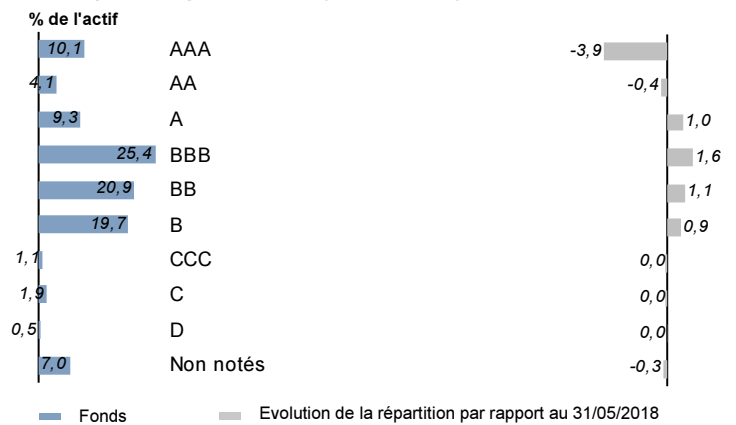 % de l'actif
10,1 AAA -3,9
4,1 AA -0,4
9,3 A 1,0
25,4 BBB 1,6
20,9 BB 1,1
19,7 B 0,9
1,1 CCC 0,0
1,9 C 0,0
0,5 D 0,0
7,0 Non notés -0,3
Fonds Evolution de la répartition par rapport au 31/05/2018